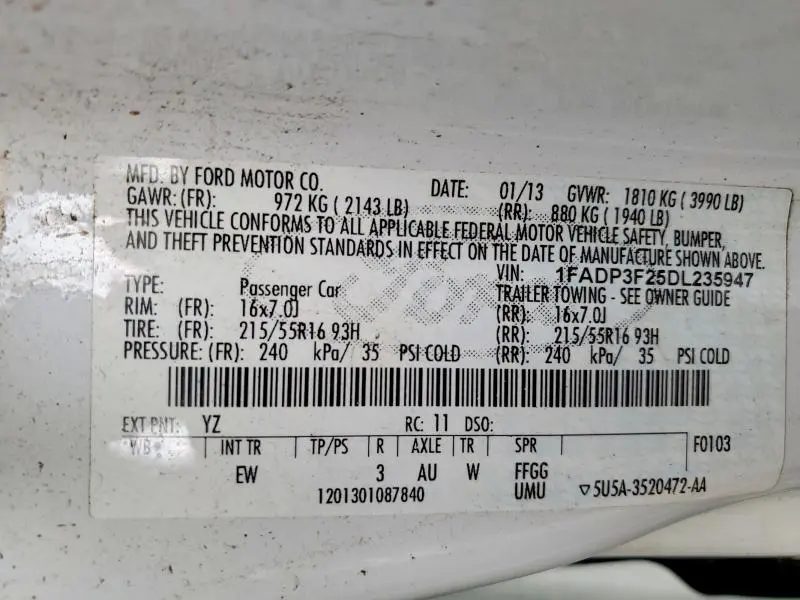 MFD. BY FORD MOTOR CO. DATE: 01/13 GVWR: 1810 KG ( 3990 LB)
GAWR: (FR): 972 KG ( 2143 LB) (RR): 880 KG ( 1940 LB)
THIS VEHICLE CONFORMS TO ALL APPLICABLE FEDERAL MOTOR VEHICLE SAFETY, BUMPER,
AND THEFT PREVENTION STANDARDS IN EFFECT ON THE DATE OF MANUFACTURE SHOWN ABOVE.
VIN: 1FADP3F25DL235947
TYPE: Passenger Car TRAILER TOWING - SEE OWNER GUIDE
RIM: (FR): 16x7.0J (RR): 16x7.0J
TIRE: (FR): 215/55R16 93H (RR): 215/55R16 93H
PRESSURE: (FR): 240 kPa/ 35 PSI COLD (RR): 240 kPa/ 35 PSI COLD
EXT PNT: YZ RC: 11 DSO:
WB INT TR TP/PS R AXLE TR SPR F0103
EW 3 AU W FFGG
1201301087840 UMU ▽5U5A-3520472-AA